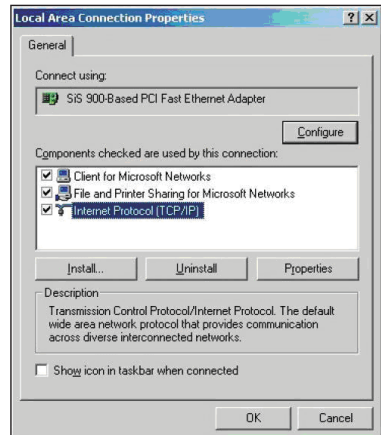 Local Area Connection Properties
General
Connect using:
SiS 900-Based PCI Fast Ethernet Adapter
Configure
Components checked are used by this connection:
Client for Microsoft Networks
File and Printer Sharing for Microsoft Networks
Internet Protocol (TCP/IP)
Install...
Uninstall
Properties
Description
Transmission Control Protocol/Internet Protocol. The default
wide area network protocol that provides communication
across diverse interconnected networks.
Show icon in taskbar when connected
OK
Cancel